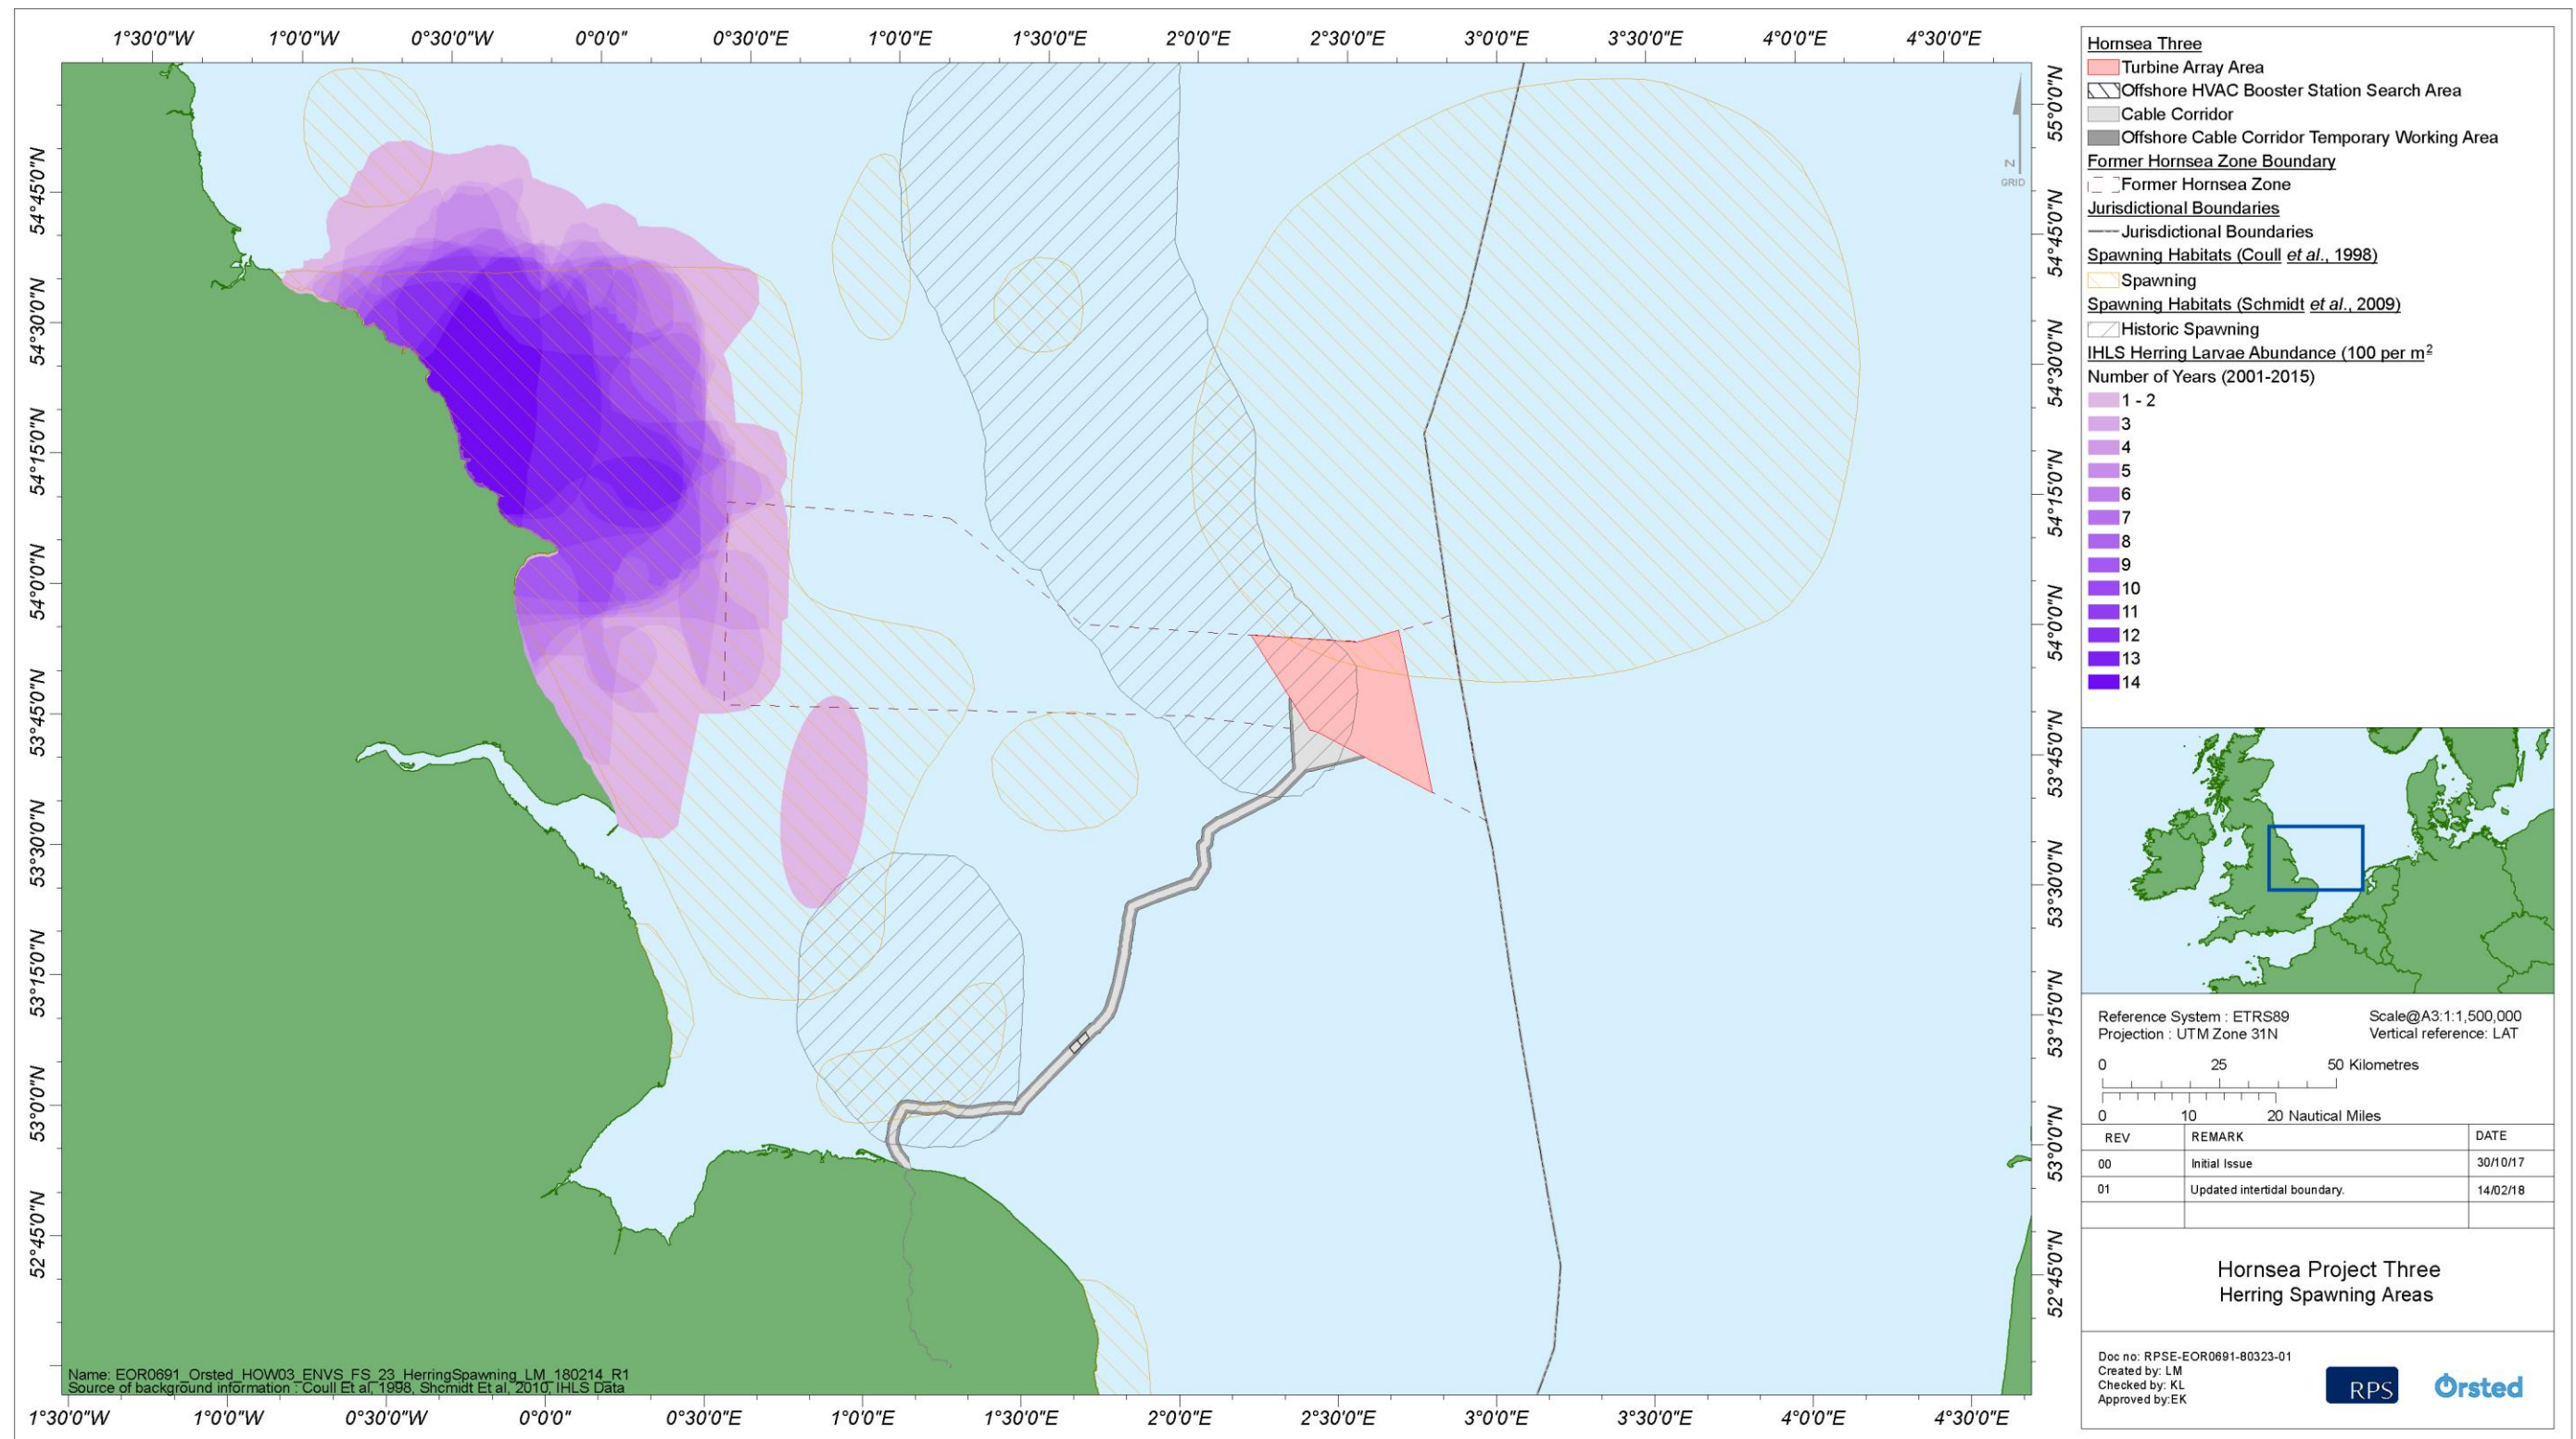 1°30'0"W 1°0'0"W 0°30'0"W 0°0'0" 0°30'0"E 1°0'0"E 1°30'0"E 2°0'0"E 2°30'0"E 3°0'0"E 3°30'0"E 4°0'0"E 4°30'0"E
54°45'0"N
54°30'0"N
54°15'0"N
54°0'0"N
53°45'0"N
53°30'0"N
53°15'0"N
53°0'0"N
52°45'0"N
55°0'0"N
54°45'0"N
54°30'0"N
54°15'0"N
54°0'0"N
53°45'0"N
53°30'0"N
53°15'0"N
53°0'0"N
52°45'0"N
N
GRID
Name: EOR0691_Orsted_HOW03_ENVS_FS_23_HerringSpawning_LM_180214_R1
Source of background information : Coull Et al, 1998, Shcmidt Et al, 2010, IHLS Data
1°30'0"W 1°0'0"W 0°30'0"W 0°0'0" 0°30'0"E 1°0'0"E 1°30'0"E 2°0'0"E 2°30'0"E 3°0'0"E 3°30'0"E 4°0'0"E 4°30'0"E
Hornsea Three
Turbine Array Area
Offshore HVAC Booster Station Search Area
Cable Corridor
Offshore Cable Corridor Temporary Working Area
Former Hornsea Zone Boundary
Former Hornsea Zone
Jurisdictional Boundaries
Jurisdictional Boundaries
Spawning Habitats (Coull et al., 1998)
Spawning
Spawning Habitats (Schmidt et al., 2009)
Historic Spawning
IHLS Herring Larvae Abundance (100 per m²
Number of Years (2001-2015)
1 - 2
3
4
5
6
7
8
9
10
11
12
13
14
Reference System : ETRS89 Scale@A3:1:1,500,000
Projection : UTM Zone 31N Vertical reference: LAT
0 25 50 Kilometres
0 10 20 Nautical Miles
REV REMARK DATE
00 Initial Issue 30/10/17
01 Updated intertidal boundary. 14/02/18
Hornsea Project Three
Herring Spawning Areas
Doc no: RPSE-EOR0691-80323-01
Created by: LM
Checked by: KL
Approved by:EK
RPS
Ørsted